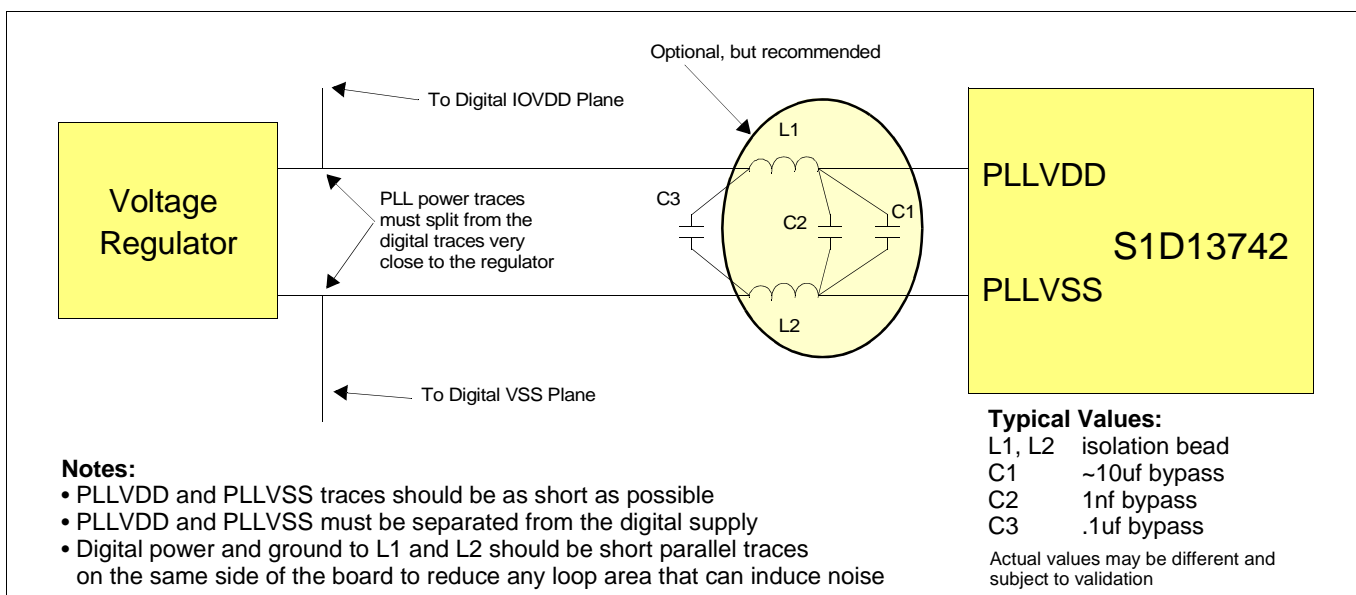 Optional, but recommended
To Digital IOVDD Plane
L1
Voltage
Regulator
PLL power traces
must split from the
digital traces very
close to the regulator
C3
C2
C1
PLLVDD
S1D13742
PLLVSS
L2
To Digital VSS Plane
Notes:
• PLLVDD and PLLVSS traces should be as short as possible
• PLLVDD and PLLVSS must be separated from the digital supply
• Digital power and ground to L1 and L2 should be short parallel traces
on the same side of the board to reduce any loop area that can induce noise
Typical Values:
L1, L2 isolation bead
C1 ~10uf bypass
C2 1nf bypass
C3 .1uf bypass
Actual values may be different and
subject to validation